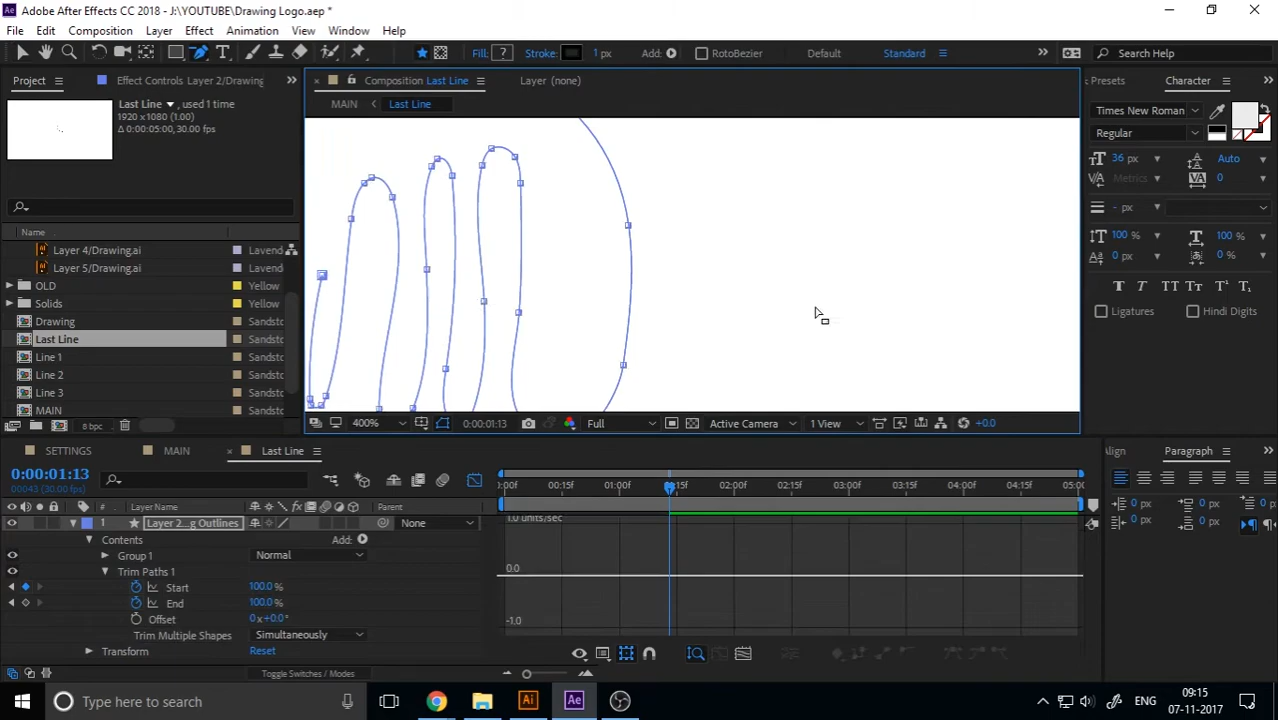 Adobe After Effects CC 2018 - J:\YOUTUBE\Drawing Logo.aep *
File Edit Composition Layer Effect Animation View Window Help
Fill: ? Stroke: 1 px Add: RotoBezier Default Standard Search Help
Project Effect Controls Layer 2/Drawing
Last Line , used 1 time
1920 x1080 (1.00)
Δ 0:00:05:00, 30.00 fps
Name
Layer 4/Drawing.ai Lavend
Layer 5/Drawing.ai Lavend
OLD Yellow
Solids Yellow
Drawing Sandst
Last Line Sandst
Line 1 Sandst
Line 2 Sandst
Line 3 Sandst
MAIN Sandst
8 bpc
Composition Last Line Layer (none)
MAIN Last Line
400% 0:00:01:13 Full Active Camera 1 View +0.0
Presets Character
Times New Roman
Regular
36 px Auto
Metrics 0
- px
100 % 100 %
0 px 0 %
T T TT Tr T' T,
Ligatures Hindi Digits
SETTINGS MAIN Last Line
0:00:01:13
00043 (30.00 fps)
# Layer Name Parent
1 Layer 2...g Outlines None
Contents Add:
Group 1 Normal
Trim Paths 1
Start 100.0 %
End 100.0 %
Offset 0 x+0.0°
Trim Multiple Shapes Simultaneously
Transform Reset
Toggle Switches / Modes
:00f 00:15f 01:00f 15f 02:00f 02:15f 03:00f 03:15f 04:00f 04:15f 05:00
1.0 units/sec
0.0
-1.0
lign Paragraph
0 px 0 px 0 p
0 px 0 px
Type here to search
ENG
09:15
07-11-2017